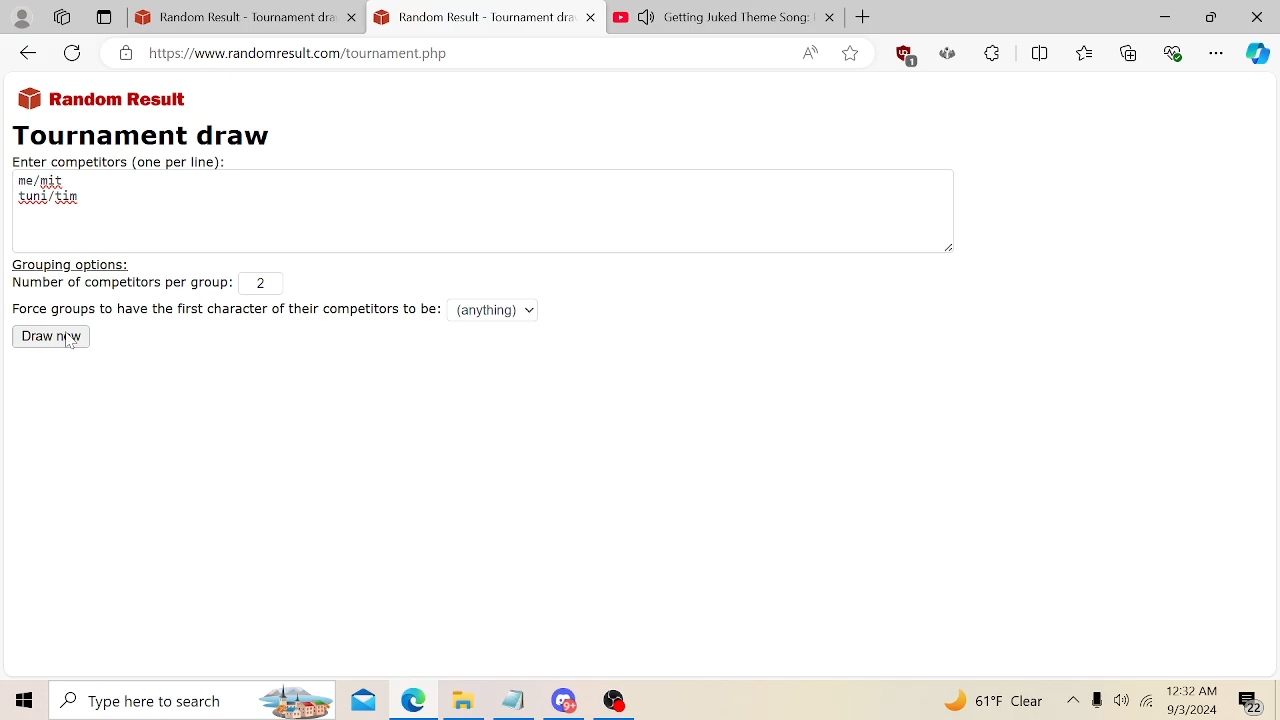 Random Result - Tournament dra
Random Result - Tournament dra
Getting Juked Theme Song:
https://www.randomresult.com/tournament.php
1
Random Result
Tournament draw
Enter competitors (one per line):
me/mit
tuni/tim
Grouping options:
Number of competitors per group: 2
Force groups to have the first character of their competitors to be: (anything)
Draw now
Type here to search
9+
61°F Clear
12:32 AM
9/3/2024
22